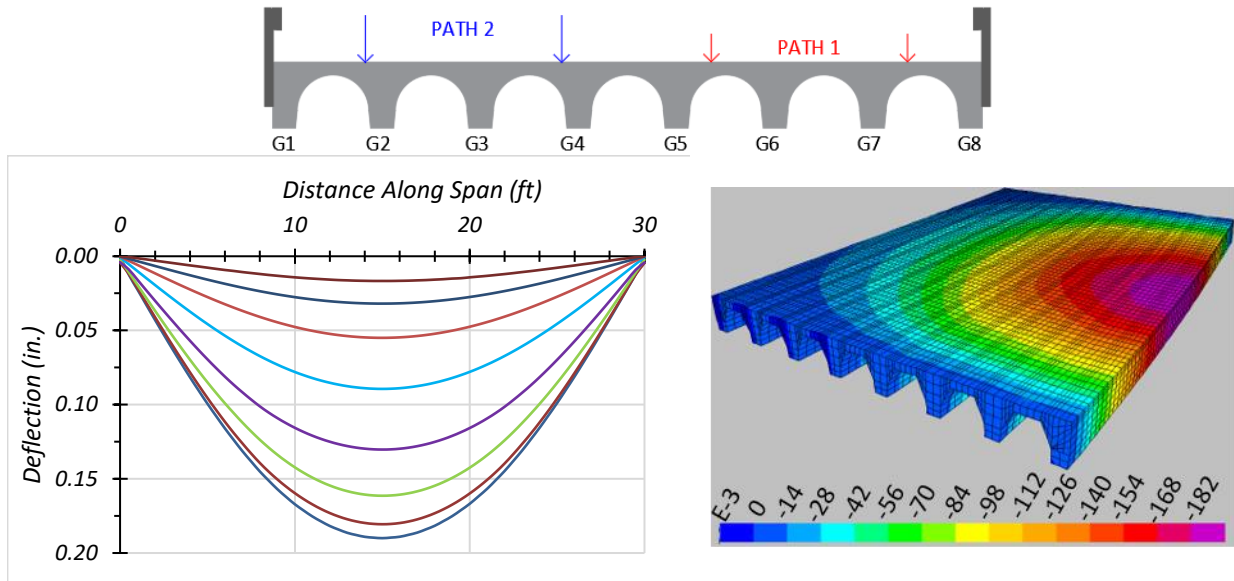 PATH 2
PATH 1
G1 G2 G3 G4 G5 G6 G7 G8
Distance Along Span (ft)
0 10 20 30
Deflection (in.)
0.00
0.05
0.10
0.15
0.20
E-3 0 -14 -28 -42 -56 -70 -84 -98 -112 -126 -140 -154 -168 -182